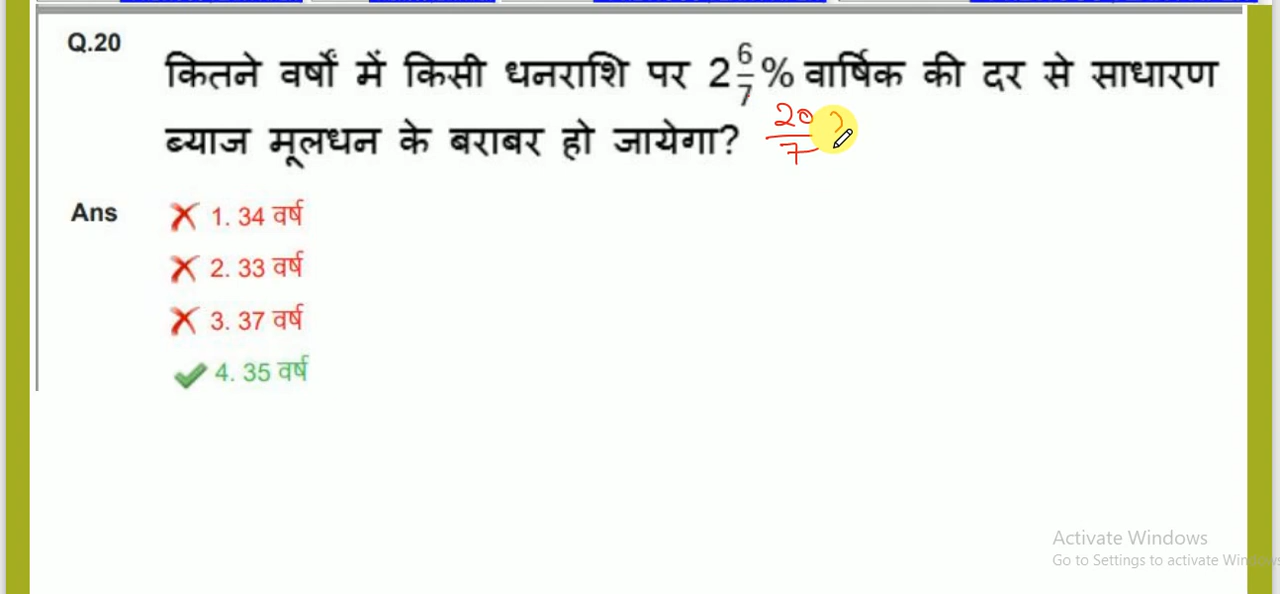 Q.20
कितने वर्षों में किसी धनराशि पर 2 6/7 % वार्षिक की दर से साधारण
ब्याज मूलधन के बराबर हो जायेगा?
20
7
Ans
1. 34 वर्ष
2. 33 वर्ष
3. 37 वर्ष
4. 35 वर्ष
Activate Windows
Go to Settings to activate Windows